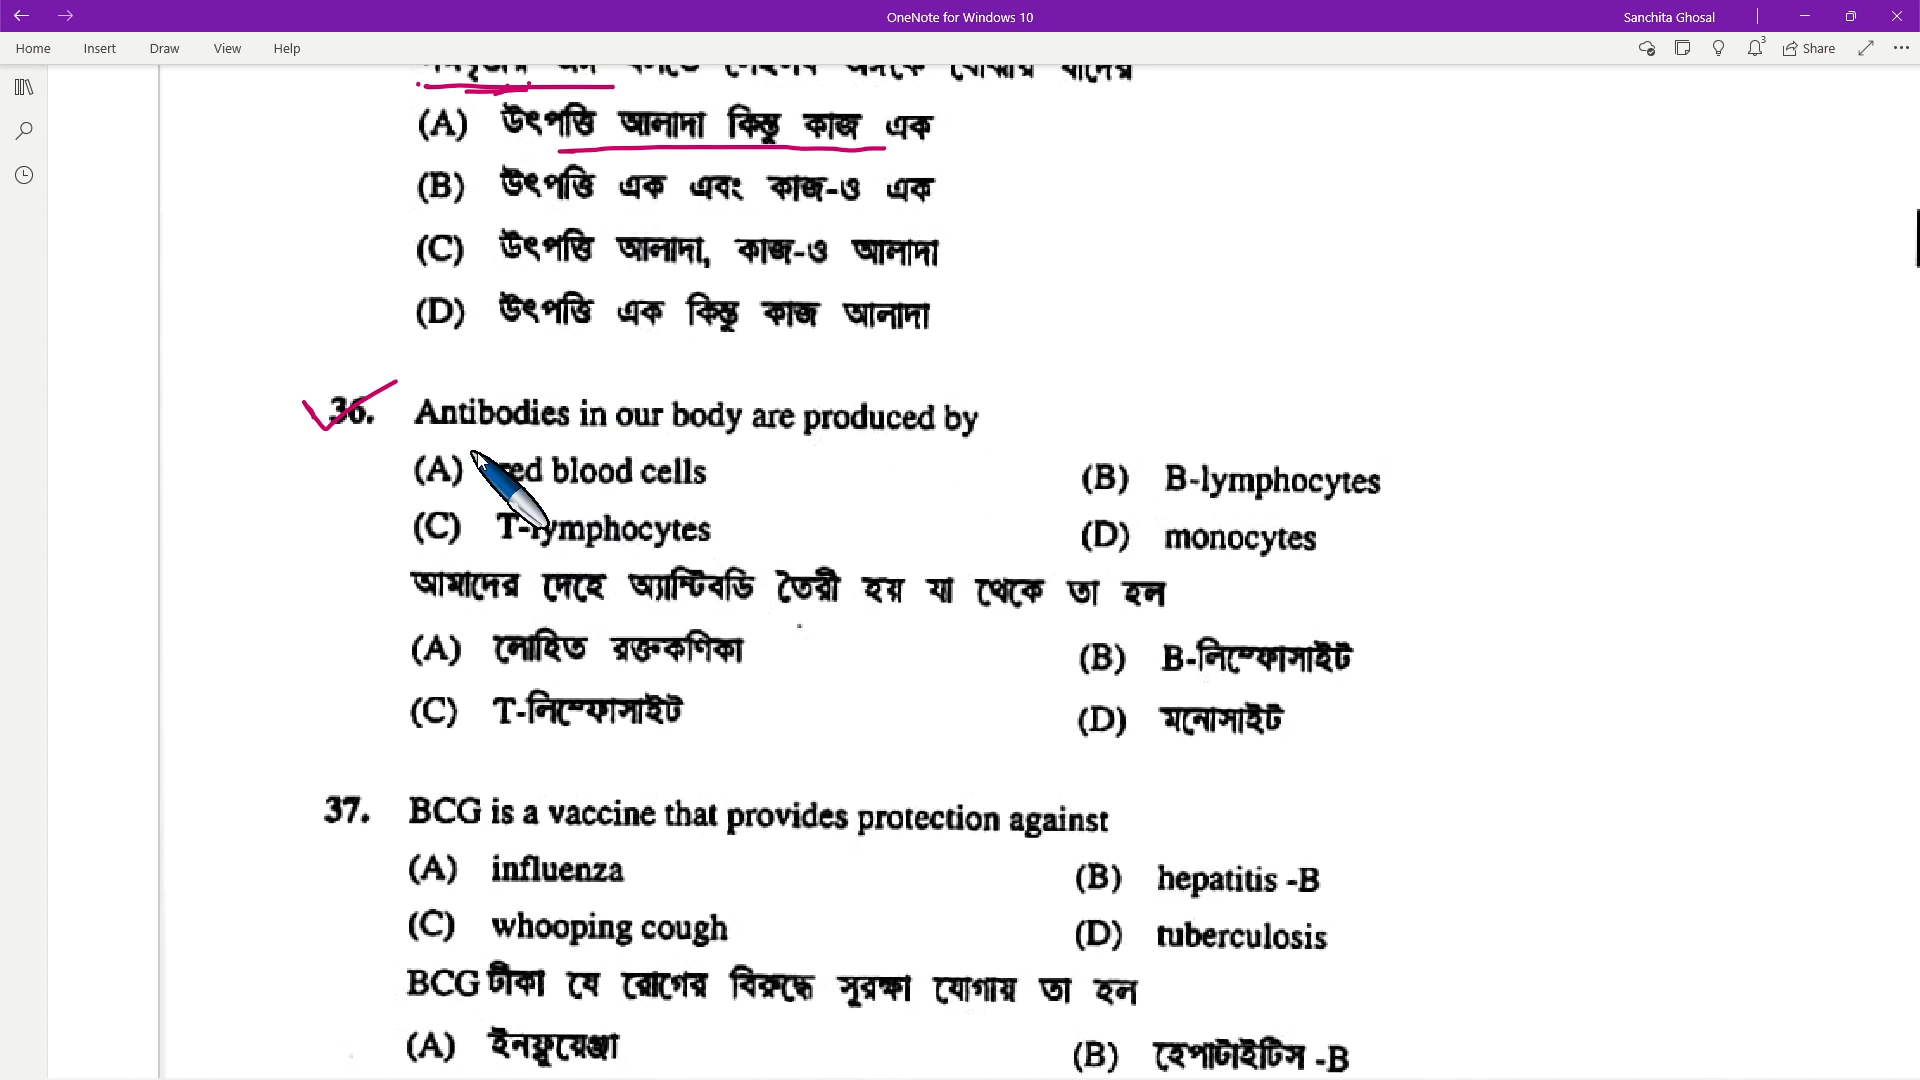 OneNote for Windows 10
Sanchita Ghosal
Home Insert Draw View Help
3
Share
(A) উৎপত্তি আলাদা কিন্তু কাজ এক
(B) উৎপত্তি এক এবং কাজ-ও এক
(C) উৎপত্তি আলাদা, কাজ-ও আলাদা
(D) উৎপত্তি এক কিন্তু কাজ আলাদা
36. Antibodies in our body are produced by
(A) red blood cells (B) B-lymphocytes
(C) T-lymphocytes (D) monocytes
আমাদের দেহে অ্যান্টিবডি তৈরী হয় যা থেকে তা হল
(A) লোহিত রক্তকণিকা (B) B-লিম্ফোসাইট
(C) T-লিম্ফোসাইট (D) মনোসাইট
37. BCG is a vaccine that provides protection against
(A) influenza (B) hepatitis -B
(C) whooping cough (D) tuberculosis
BCG টীকা যে রোগের বিরুদ্ধে সুরক্ষা যোগায় তা হল
(A) ইনফ্লুয়েঞ্জা (B) হেপাটাইটিস -B